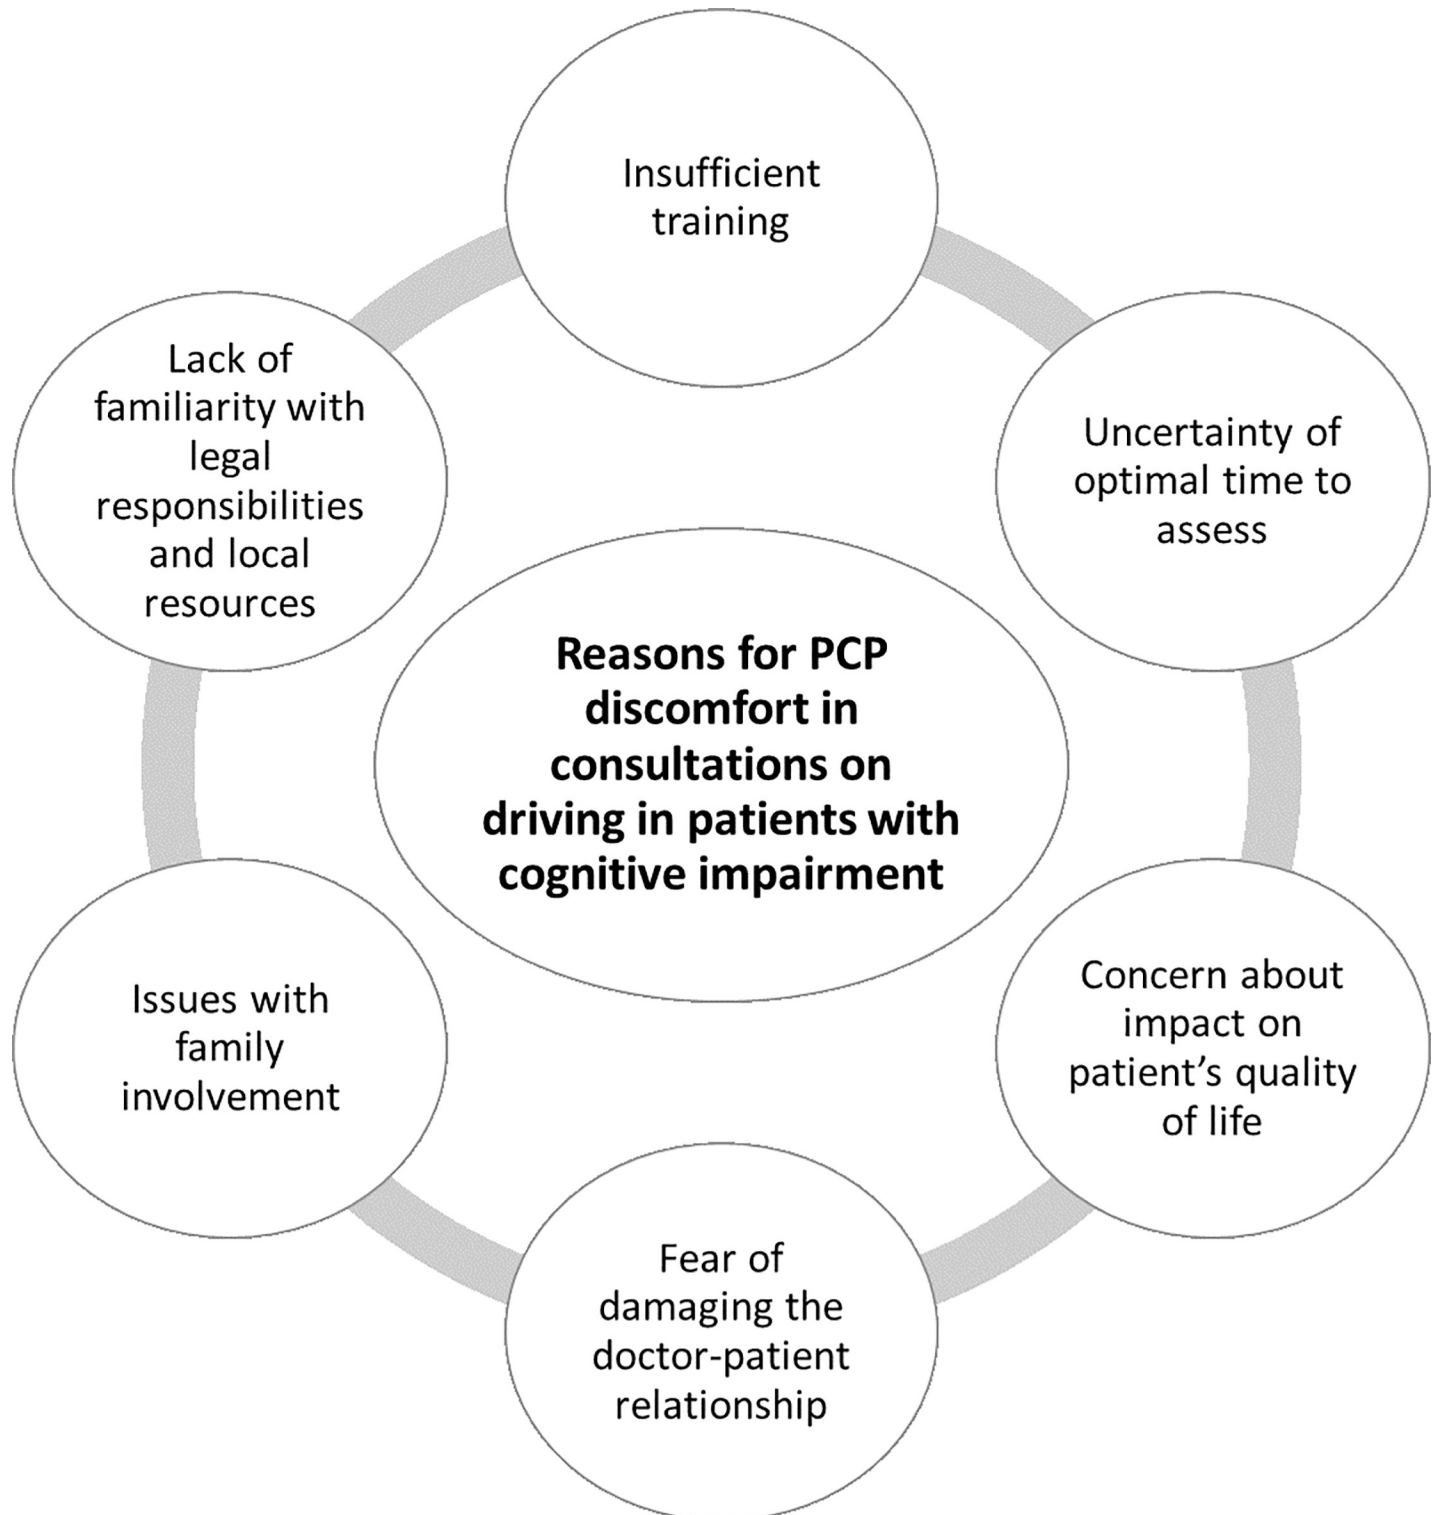 Insufficient
training
Uncertainty of
optimal time to
assess
Concern about
impact on
patient’s quality
of life
Fear of
damaging the
doctor-patient
relationship
Issues with
family
involvement
Lack of
familiarity with
legal
responsibilities
and local
resources
Reasons for PCP
discomfort in
consultations on
driving in patients with
cognitive impairment